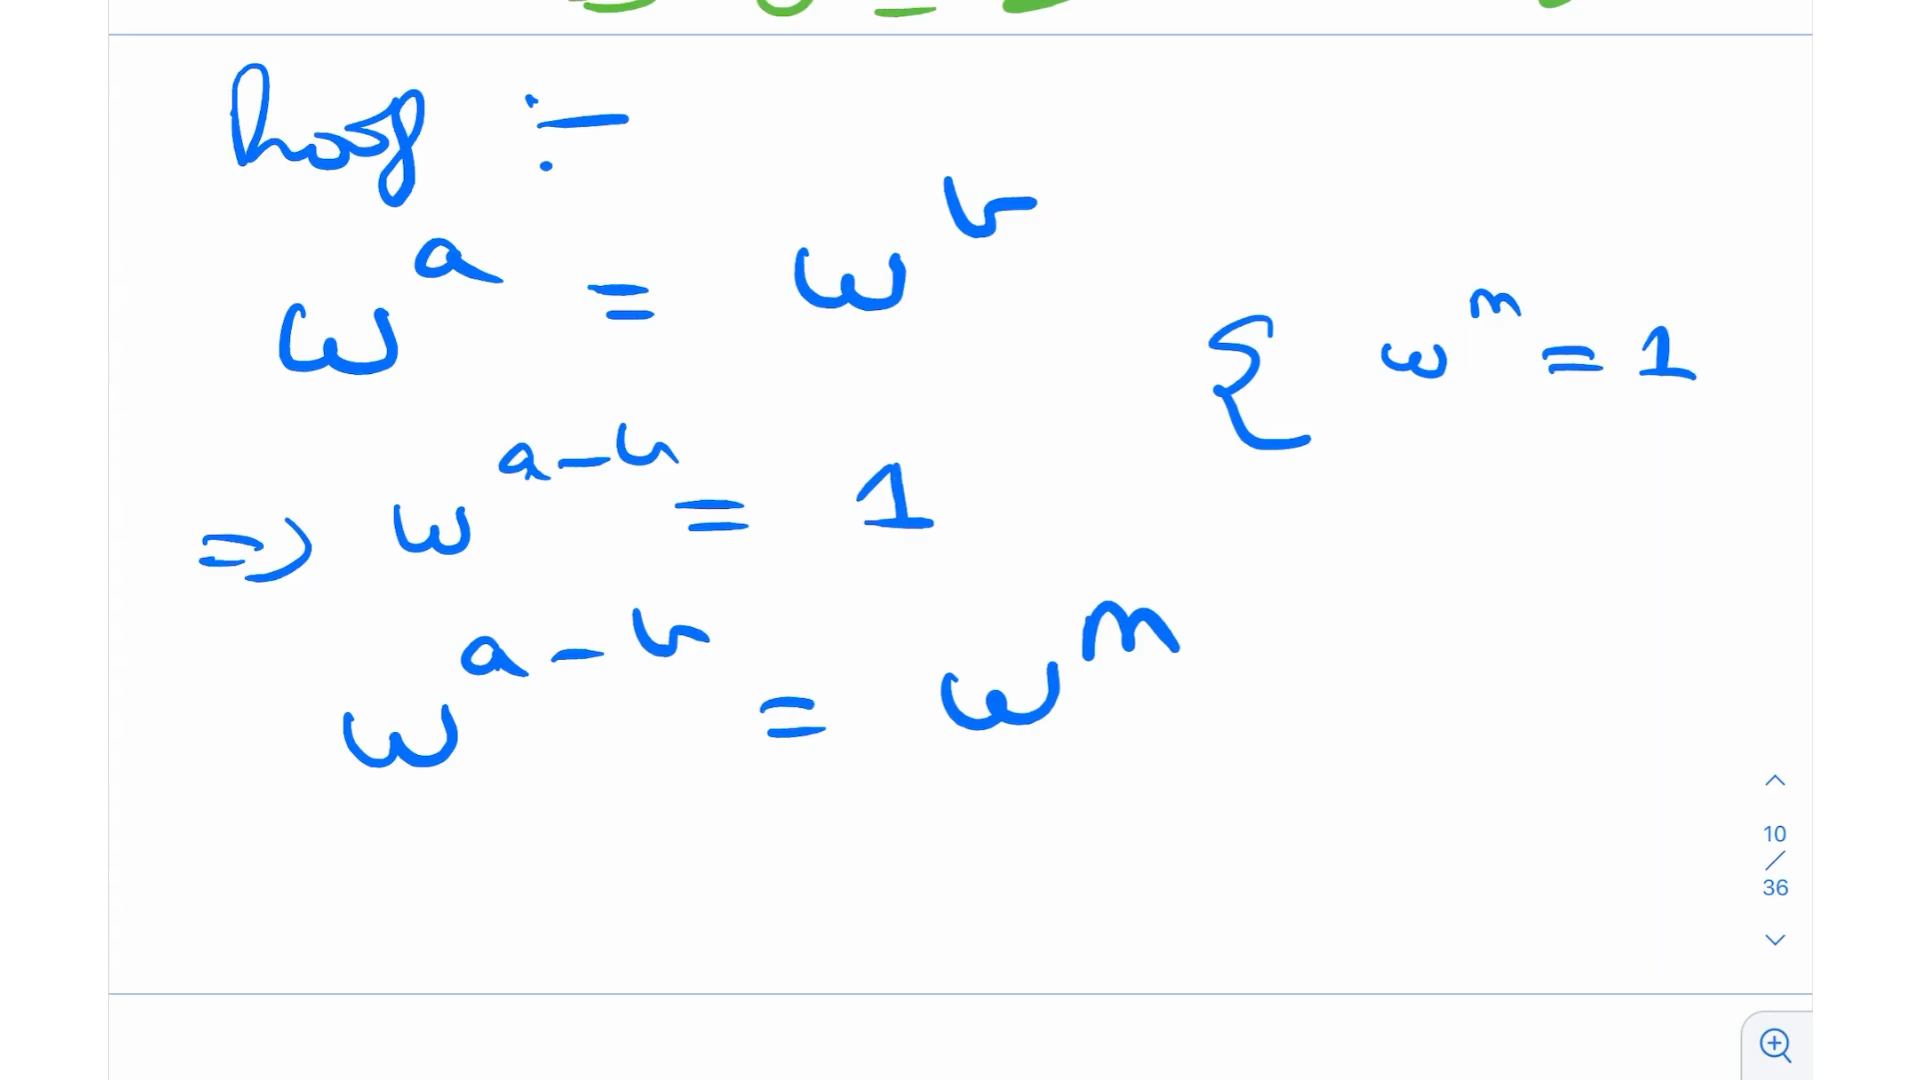 Proof :-
ω^a = ω^b
{ ω^m = 1
=> ω^{a-b} = 1
ω^{a-b} = ω^m
10
/
36